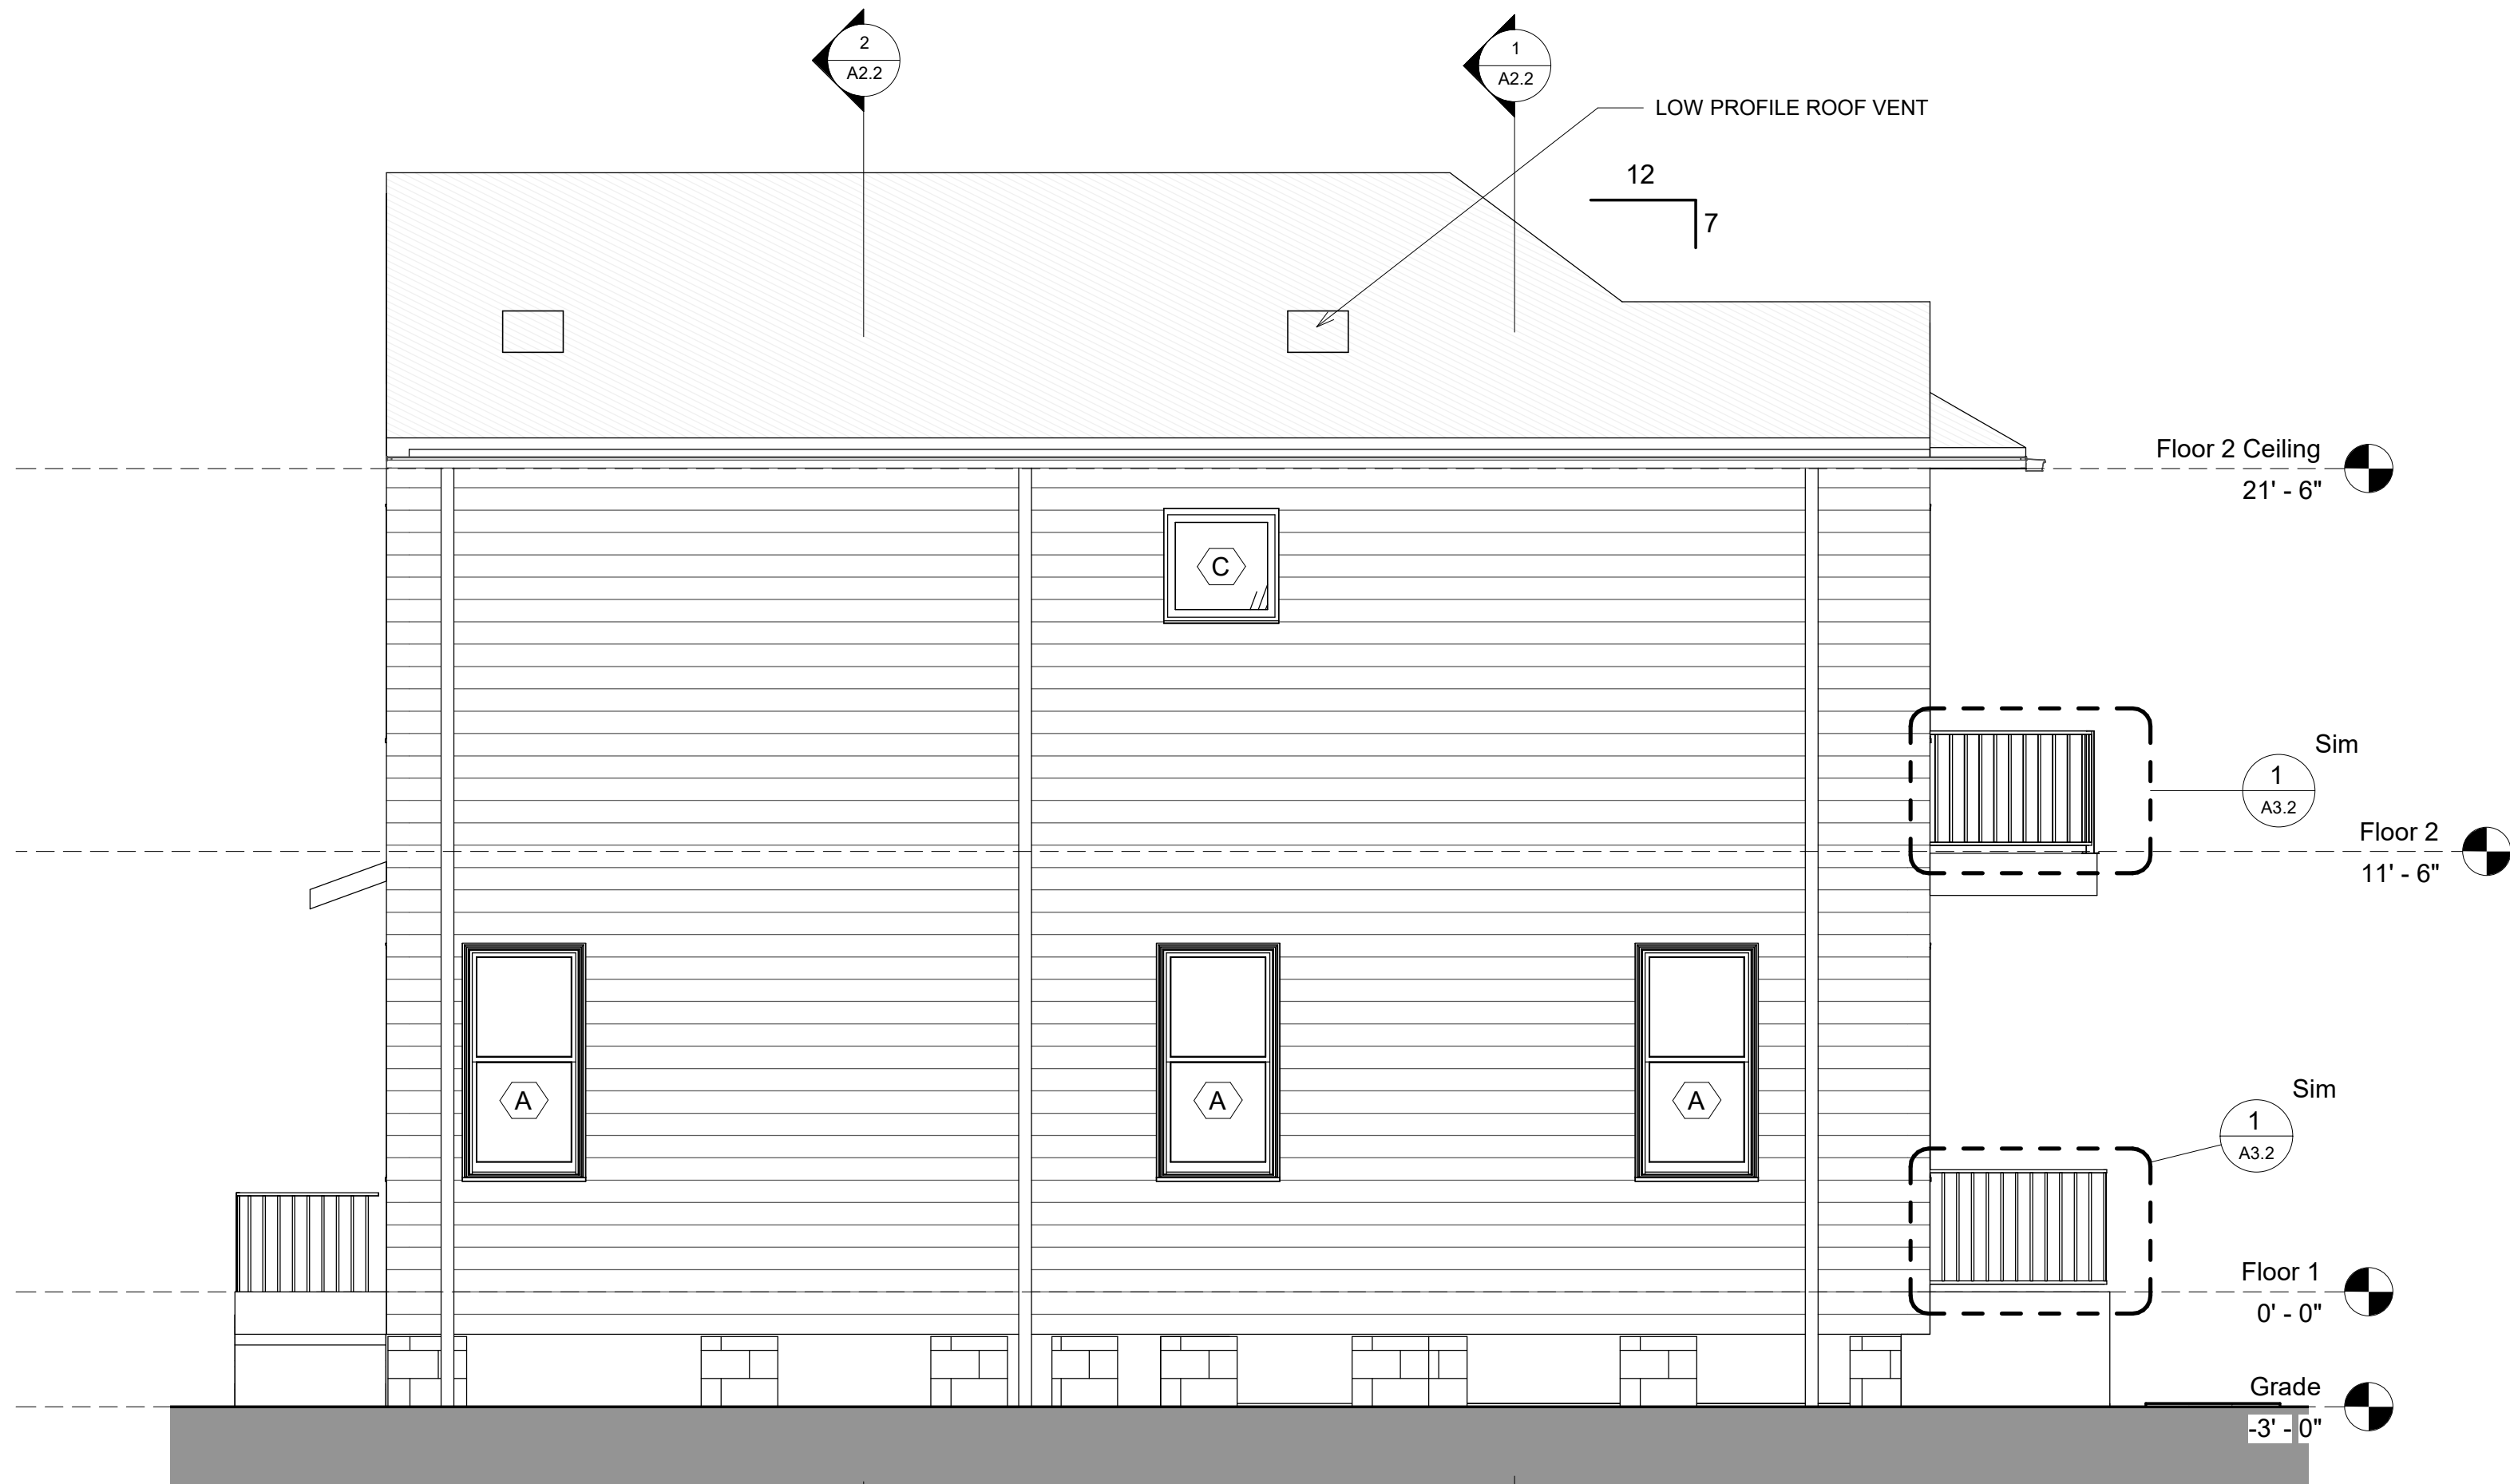 2
A2.2
1
A2.2
LOW PROFILE ROOF VENT
12
7
Floor 2 Ceiling
21' - 6"
C
Sim
1
A3.2
Floor 2
11' - 6"
A
A
A
Sim
1
A3.2
Floor 1
0' - 0"
Grade
-3' - 0"